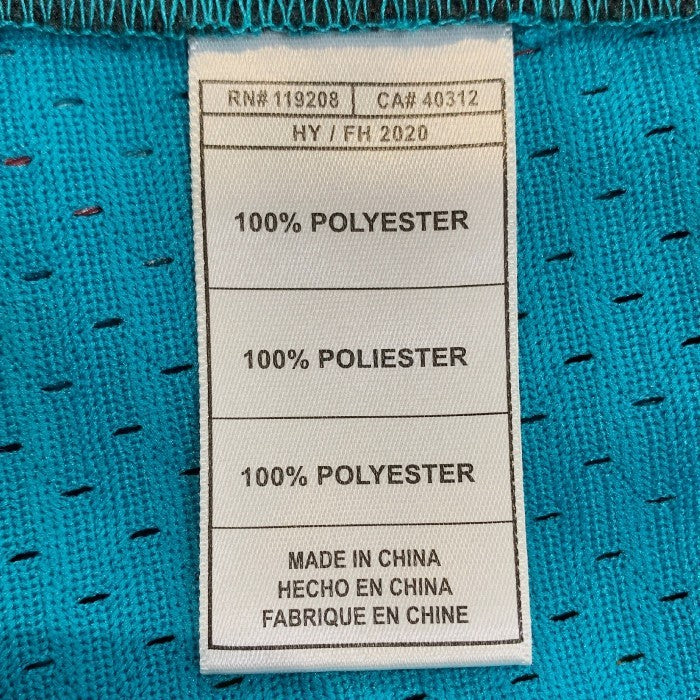 RN# 119208 CA# 40312
HY / FH 2020
100% POLYESTER
100% POLIESTER
100% POLYESTER
MADE IN CHINA
HECHO EN CHINA
FABRIQUE EN CHINE